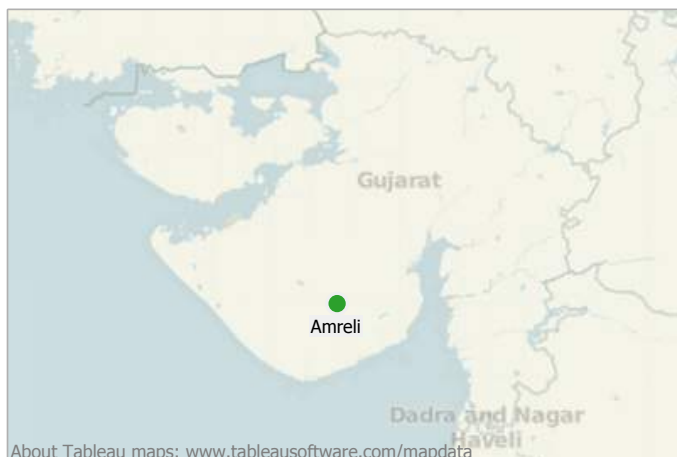 Gujarat
Amreli
Dadra and Nagar
Haveli
About Tableau maps: www.tableausoftware.com/mapdata